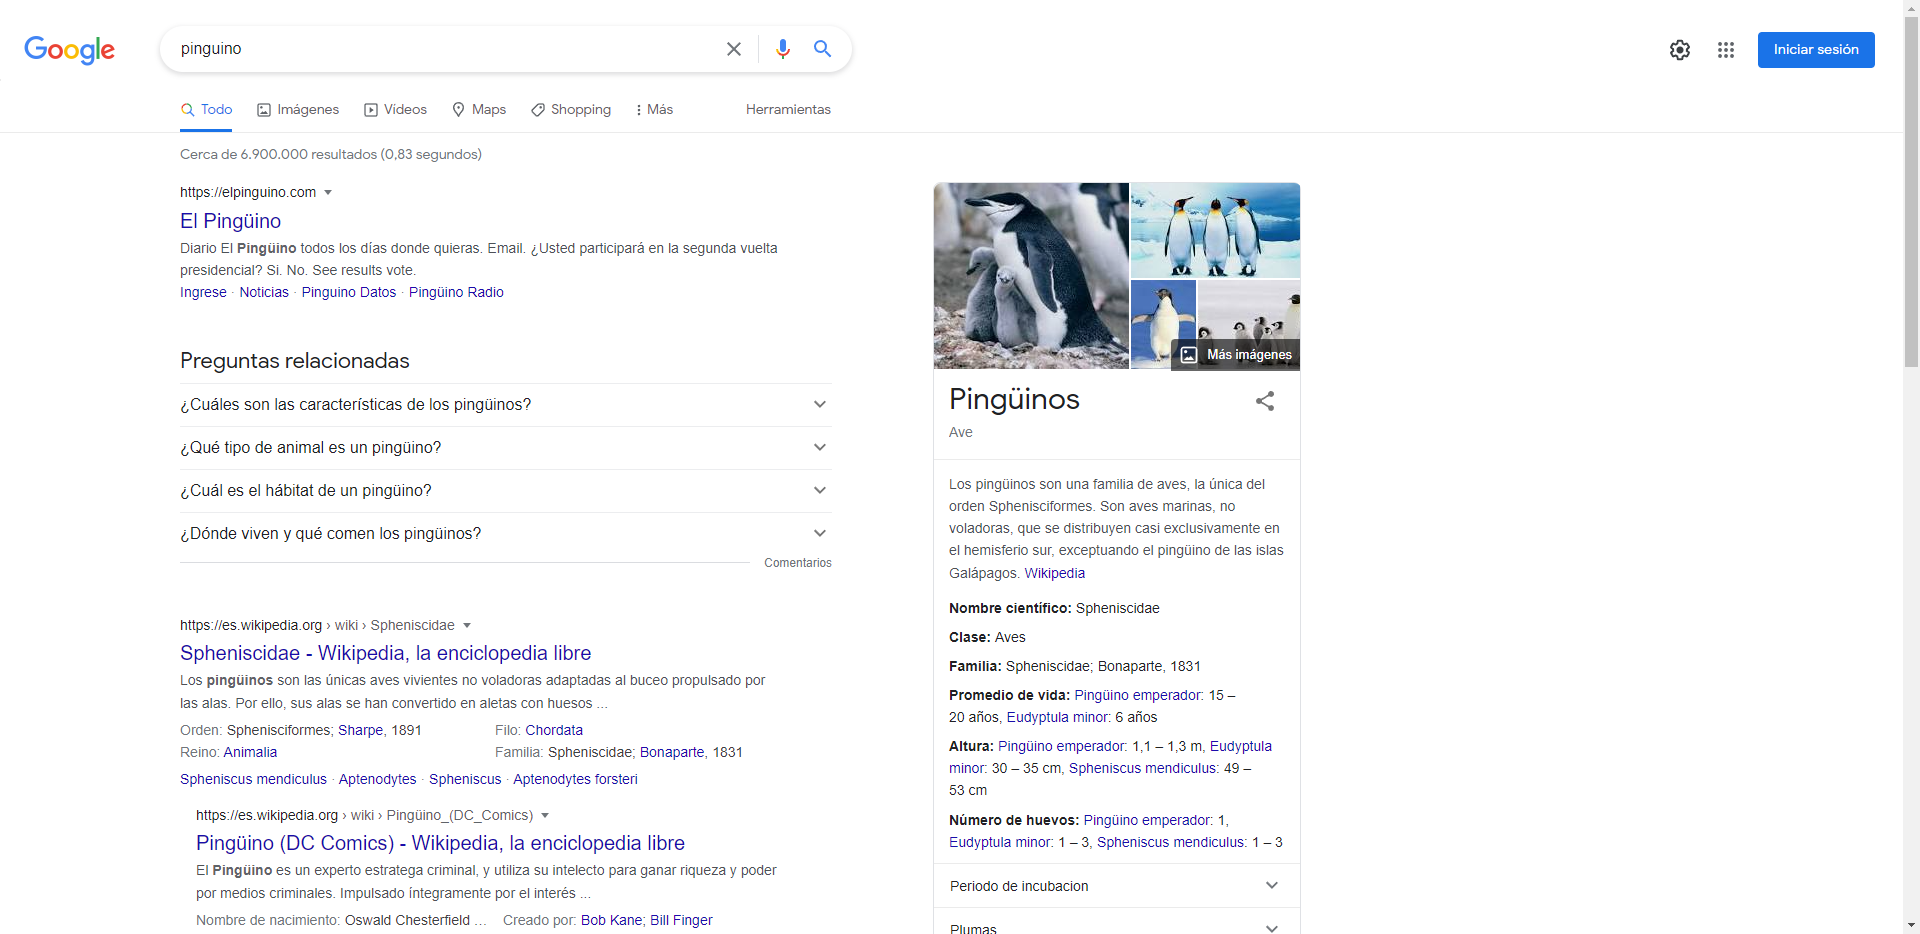 Google
pinguino
Iniciar sesión
Todo Imágenes Vídeos Maps Shopping Más Herramientas
Cerca de 6.900.000 resultados (0,83 segundos)
https://elpinguino.com
El Pingüino
Diario El Pingüino todos los días donde quieras. Email. ¿Usted participará en la segunda vuelta
presidencial? Si. No. See results vote.
Ingrese · Noticias · Pinguino Datos · Pingüino Radio
Preguntas relacionadas
¿Cuáles son las características de los pingüinos?
¿Qué tipo de animal es un pingüino?
¿Cuál es el hábitat de un pingüino?
¿Dónde viven y qué comen los pingüinos?
Comentarios
https://es.wikipedia.org › wiki › Spheniscidae
Spheniscidae - Wikipedia, la enciclopedia libre
Los pingüinos son las únicas aves vivientes no voladoras adaptadas al buceo propulsado por
las alas. Por ello, sus alas se han convertido en aletas con huesos ...
Orden: Sphenisciformes; Sharpe, 1891 Filo: Chordata
Reino: Animalia Familia: Spheniscidae; Bonaparte, 1831
Spheniscus mendiculus · Aptenodytes · Spheniscus · Aptenodytes forsteri
https://es.wikipedia.org › wiki › Pingüino_(DC_Comics)
Pingüino (DC Comics) - Wikipedia, la enciclopedia libre
El Pingüino es un experto estratega criminal, y utiliza su intelecto para ganar riqueza y poder
por medios criminales. Impulsado íntegramente por el interés ...
Nombre de nacimiento: Oswald Chesterfield ... Creado por: Bob Kane; Bill Finger
Más imágenes
Pingüinos
Ave
Los pingüinos son una familia de aves, la única del
orden Sphenisciformes. Son aves marinas, no
voladoras, que se distribuyen casi exclusivamente en
el hemisferio sur, exceptuando el pingüino de las islas
Galápagos. Wikipedia
Nombre científico: Spheniscidae
Clase: Aves
Familia: Spheniscidae; Bonaparte, 1831
Promedio de vida: Pingüino emperador: 15 –
20 años, Eudyptula minor: 6 años
Altura: Pingüino emperador: 1,1 – 1,3 m, Eudyptula
minor: 30 – 35 cm, Spheniscus mendiculus: 49 –
53 cm
Número de huevos: Pingüino emperador: 1,
Eudyptula minor: 1 – 3, Spheniscus mendiculus: 1 – 3
Periodo de incubacion
Plumas